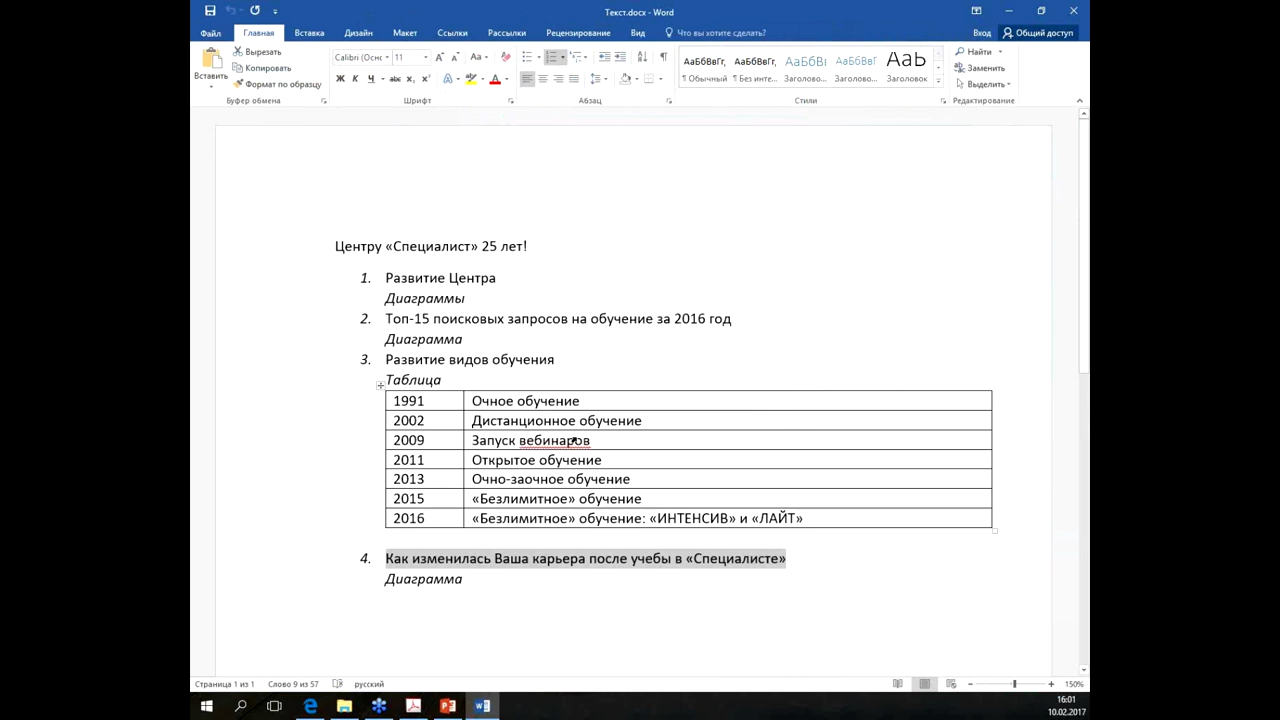 Текст.docx - Word
Файл Главная Вставка Дизайн Макет Ссылки Рассылки Рецензирование Вид Что вы хотите сделать? Вход Общий доступ
Вставить
Вырезать
Копировать
Формат по образцу
Буфер обмена
Calibri (Осно 11
Шрифт
Абзац
АаБбВвГг, АаБбВвГг, АаБбВ АаБбВвГ АаЬ
¶ Обычный ¶ Без инте... Заголово... Заголово... Заголовок
Стили
Найти
Заменить
Выделить
Редактирование
Центру «Специалист» 25 лет!
1. Развитие Центра
Диаграммы
2. Топ-15 поисковых запросов на обучение за 2016 год
Диаграмма
3. Развитие видов обучения
Таблица
1991 Очное обучение
2002 Дистанционное обучение
2009 Запуск вебинаров
2011 Открытое обучение
2013 Очно-заочное обучение
2015 «Безлимитное» обучение
2016 «Безлимитное» обучение: «ИНТЕНСИВ» и «ЛАЙТ»
4. Как изменилась Ваша карьера после учебы в «Специалисте»
Диаграмма
Страница 1 из 1 Слово 9 из 57 русский 150%
16:01
10.02.2017